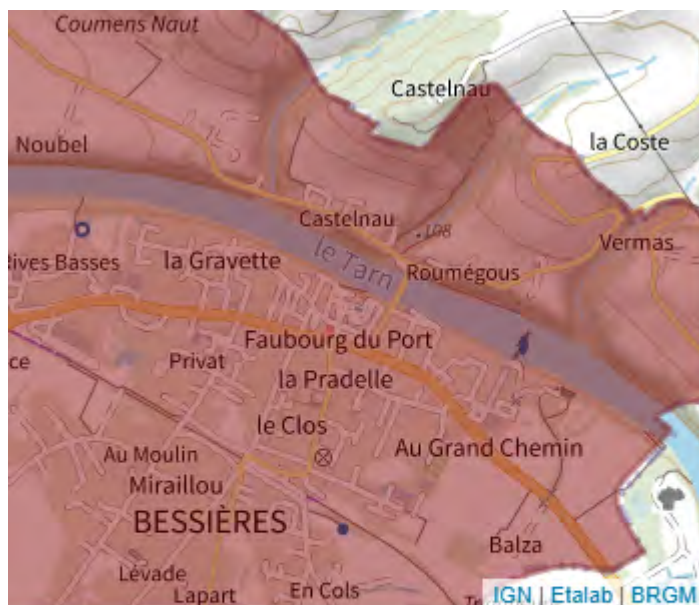 Coumens Naut
Castelnau
la Coste
Noubel
Castelnau
198
Vermas
Rives Basses
la Gravette
le Tarn
Roumégous
Faubourg du Port
Privat
la Pradelle
le Clos
Au Moulin
Au Grand Chemin
Miraillou
BESSIÈRES
Balza
Lévade
Lapart
En Cols
IGN | Etalab | BRGM